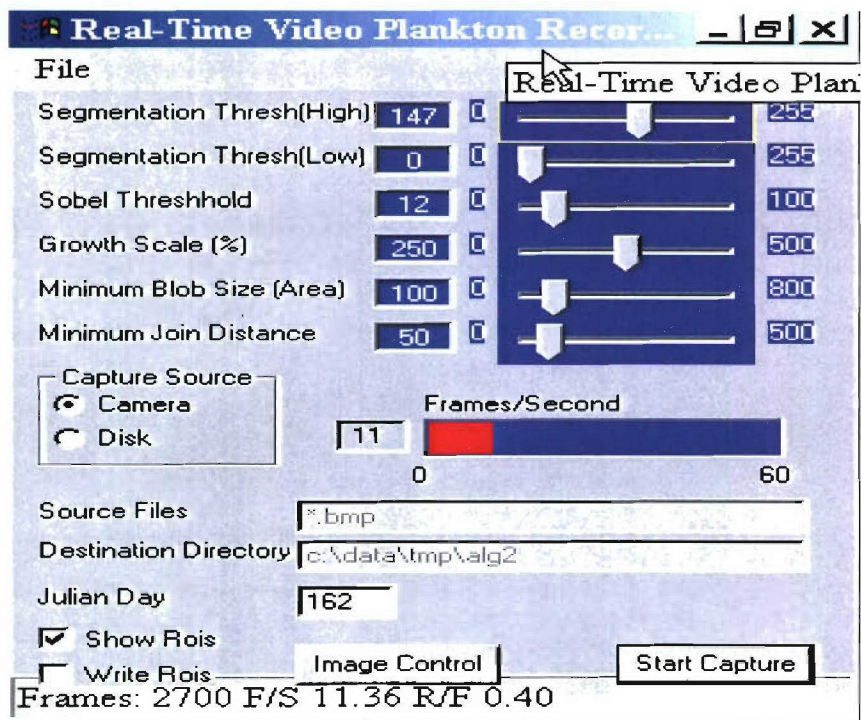 Real-Time Video Plankton Recor...
File
Real-Time Video Plan
Segmentation Thresh(High) 147 0 255
Segmentation Thresh(Low) 0 0 255
Sobel Threshhold 12 0 100
Growth Scale (%) 250 0 500
Minimum Blob Size (Area) 100 0 800
Minimum Join Distance 50 0 500
Capture Source
Camera
Disk
Frames/Second
11
0 60
Source Files *.bmp
Destination Directory c:\data\tmp\alg2
Julian Day 162
Show Rois
Write Rois
Image Control
Start Capture
Frames: 2700 F/S 11.36 R/F 0.40